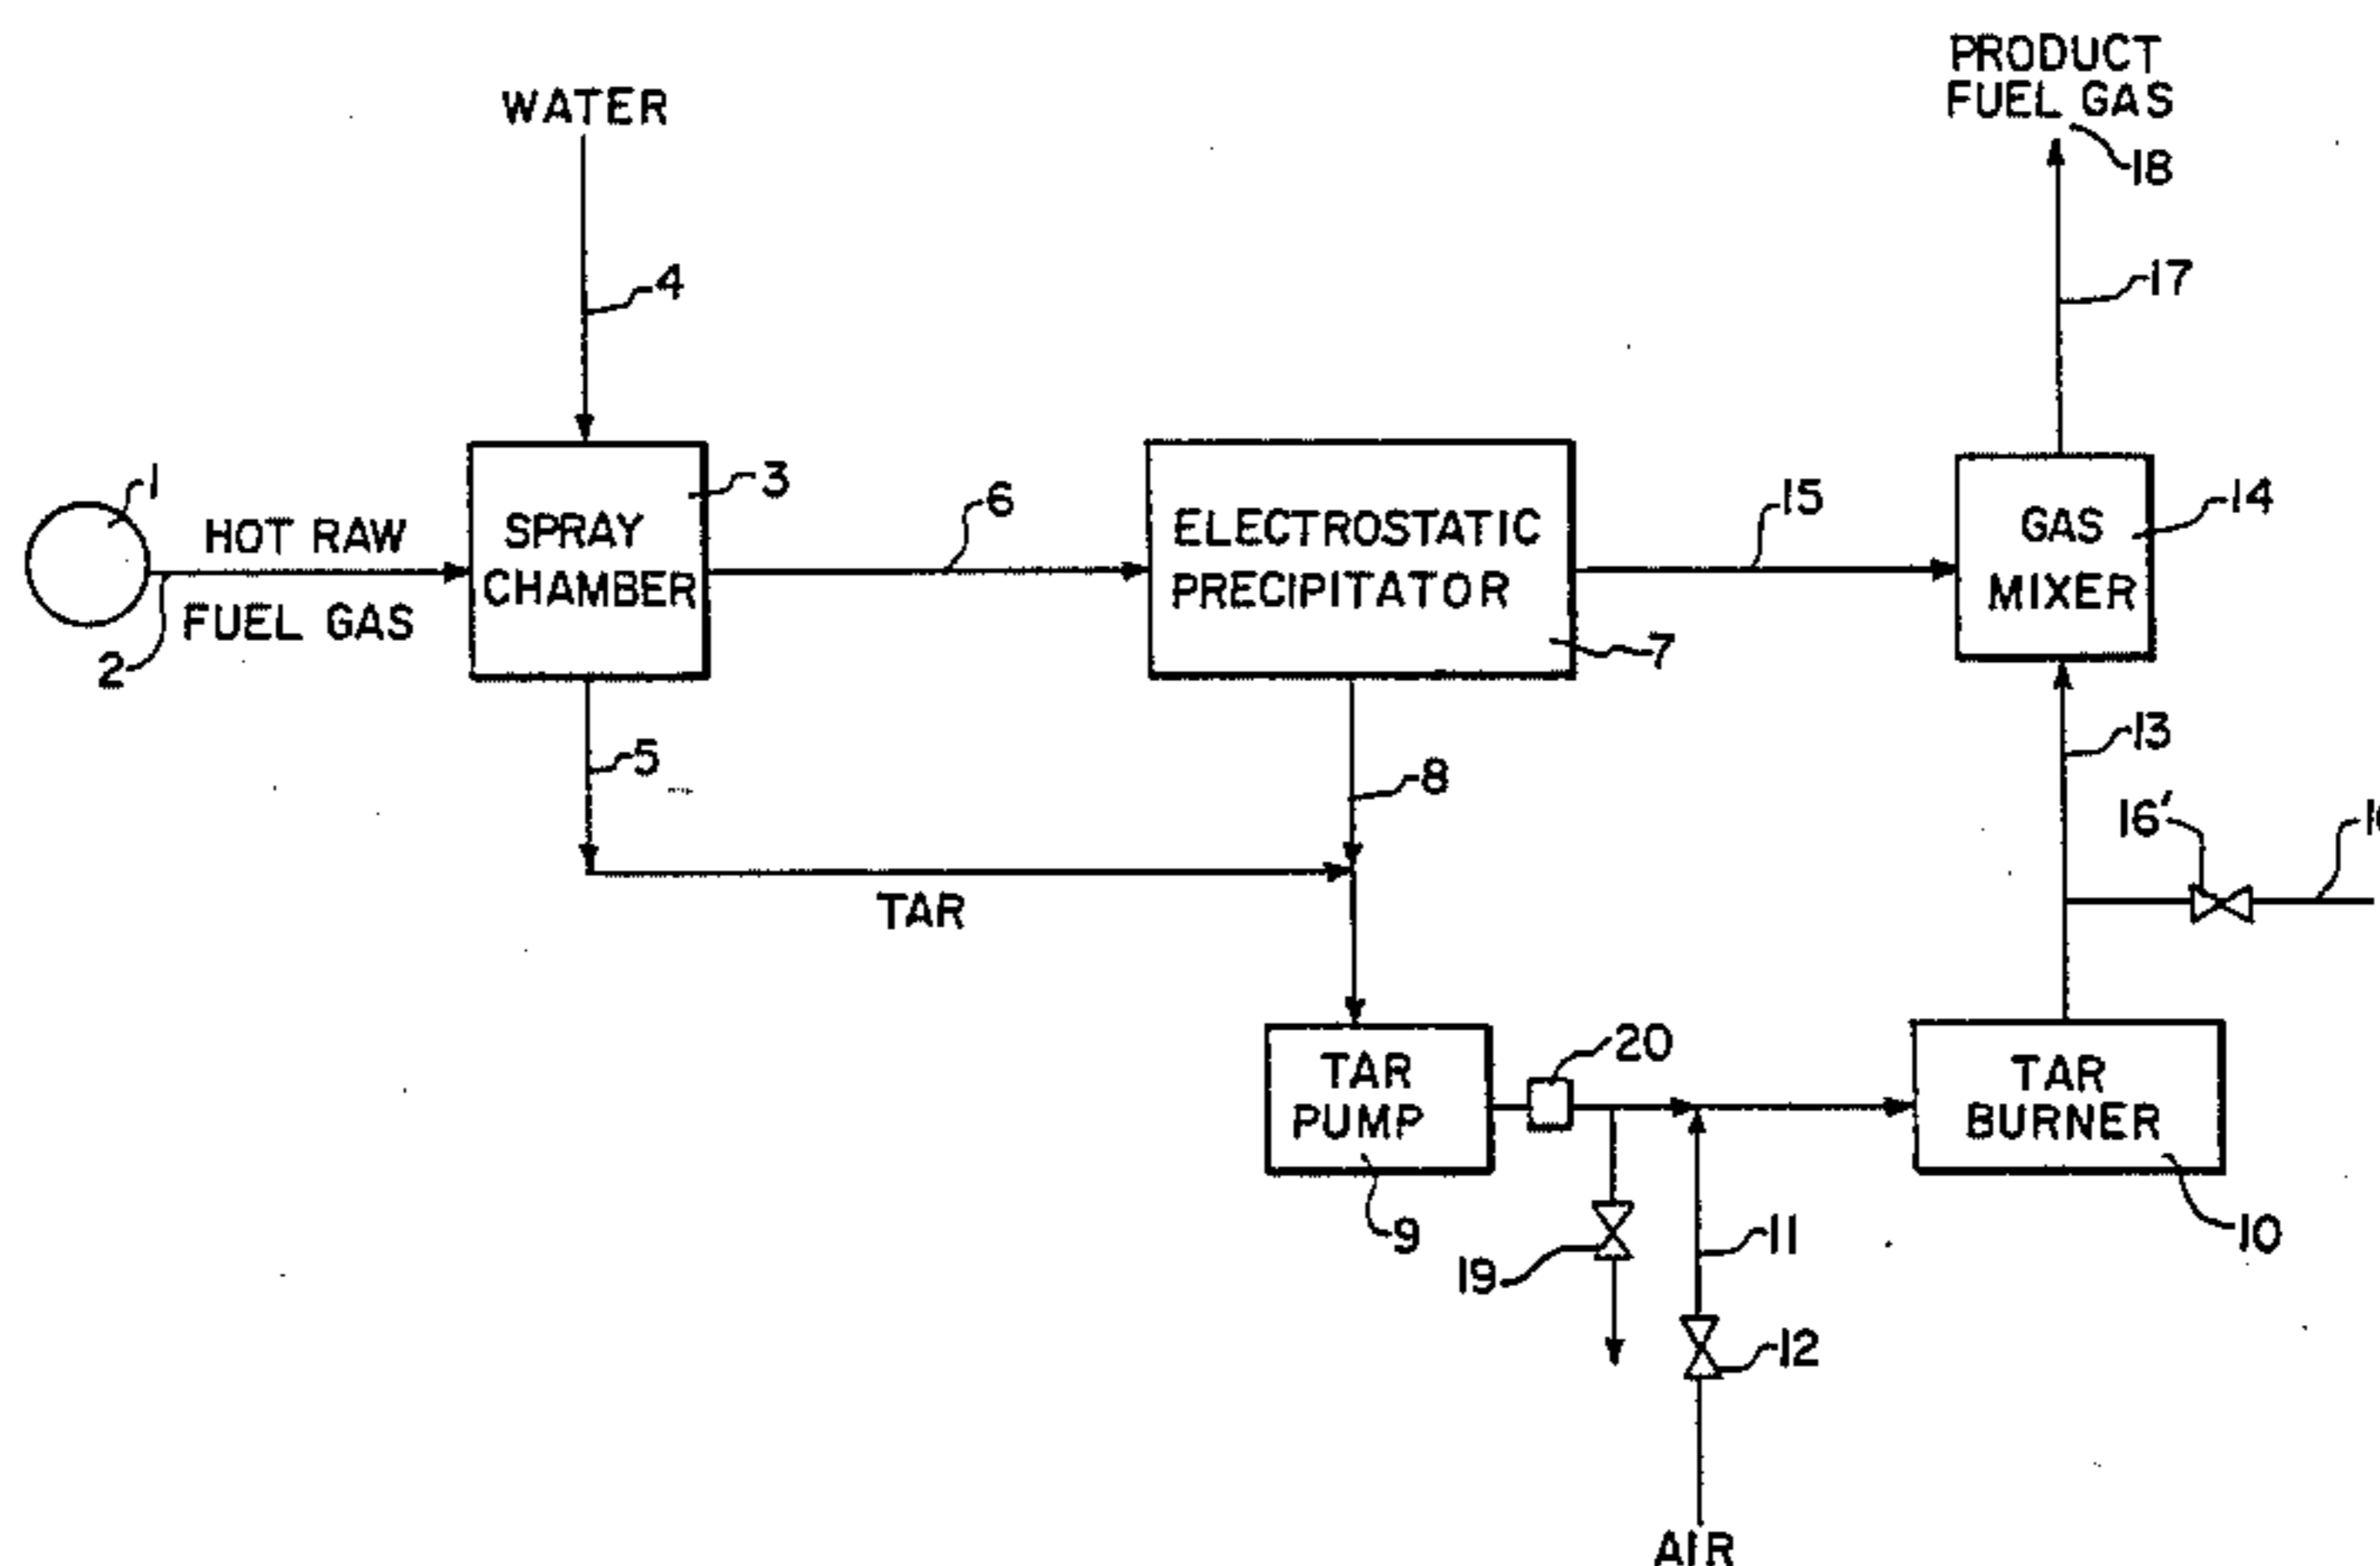 PRODUCT
FUEL GAS
18
WATER
17
4
1
HOT RAW
FUEL GAS
2
SPRAY
CHAMBER
3
6
ELECTROSTATIC
PRECIPITATOR
7
15
GAS
MIXER
14
5
8
13
16'
TAR
TAR
PUMP
9
20
TAR
BURNER
10
19
11
12
AIR